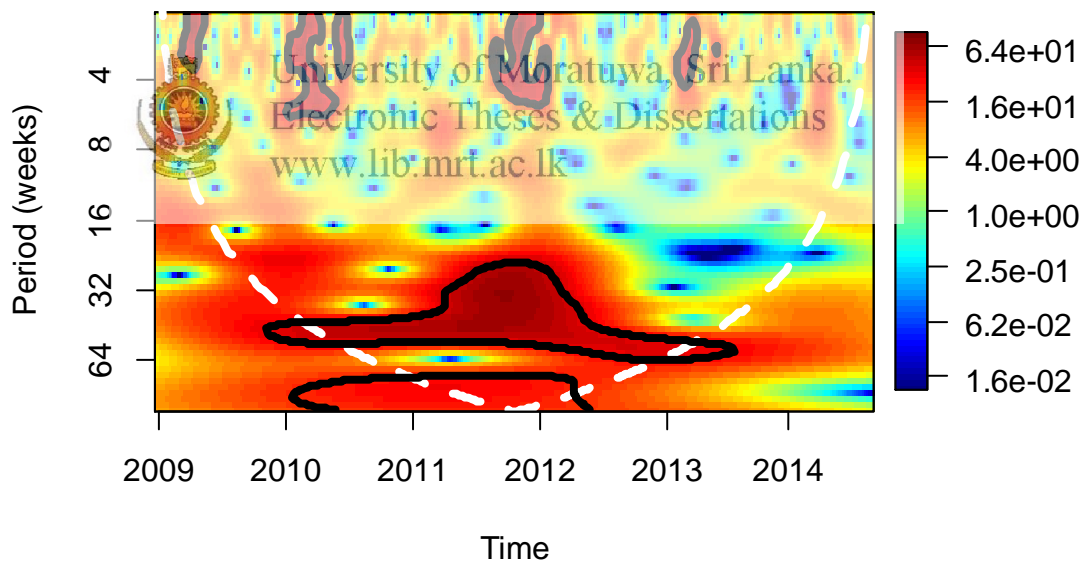 University of Moratuwa, Sri Lanka.
Electronic Theses & Dissertations
www.lib.mrt.ac.lk
Period (weeks)
4
8
16
32
64
2009 2010 2011 2012 2013 2014
Time
6.4e+01
1.6e+01
4.0e+00
1.0e+00
2.5e-01
6.2e-02
1.6e-02